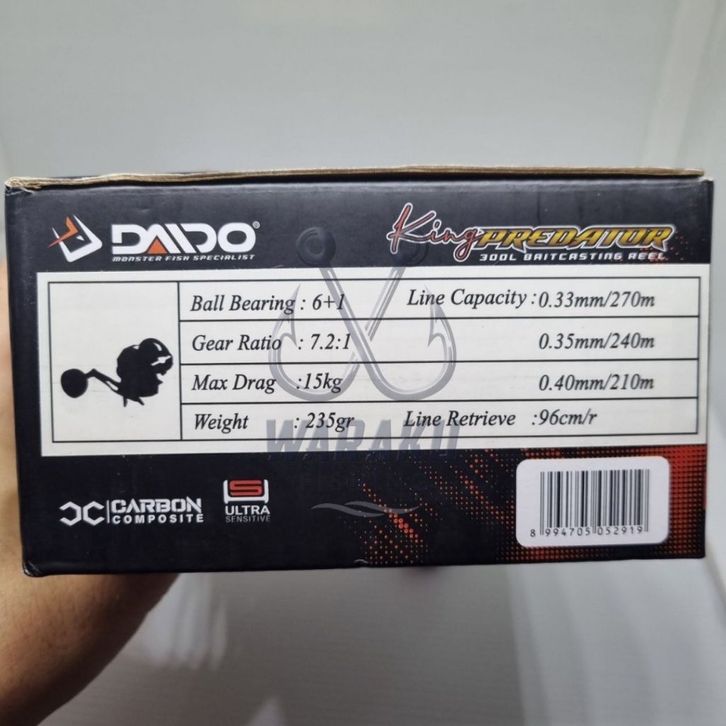 DAIDO®
MONSTER FISH SPECIALIST
King PREDATOR
300L BAITCASTING REEL
Ball Bearing : 6+1
Line Capacity : 0.33mm/270m
Gear Ratio : 7.2:1
0.35mm/240m
Max Drag :15kg
0.40mm/210m
Weight : 235gr
Line Retrieve :96cm/r
WARAKU
CARBON
COMPOSITE
ULTRA
SENSITIVE
8 994705 052919